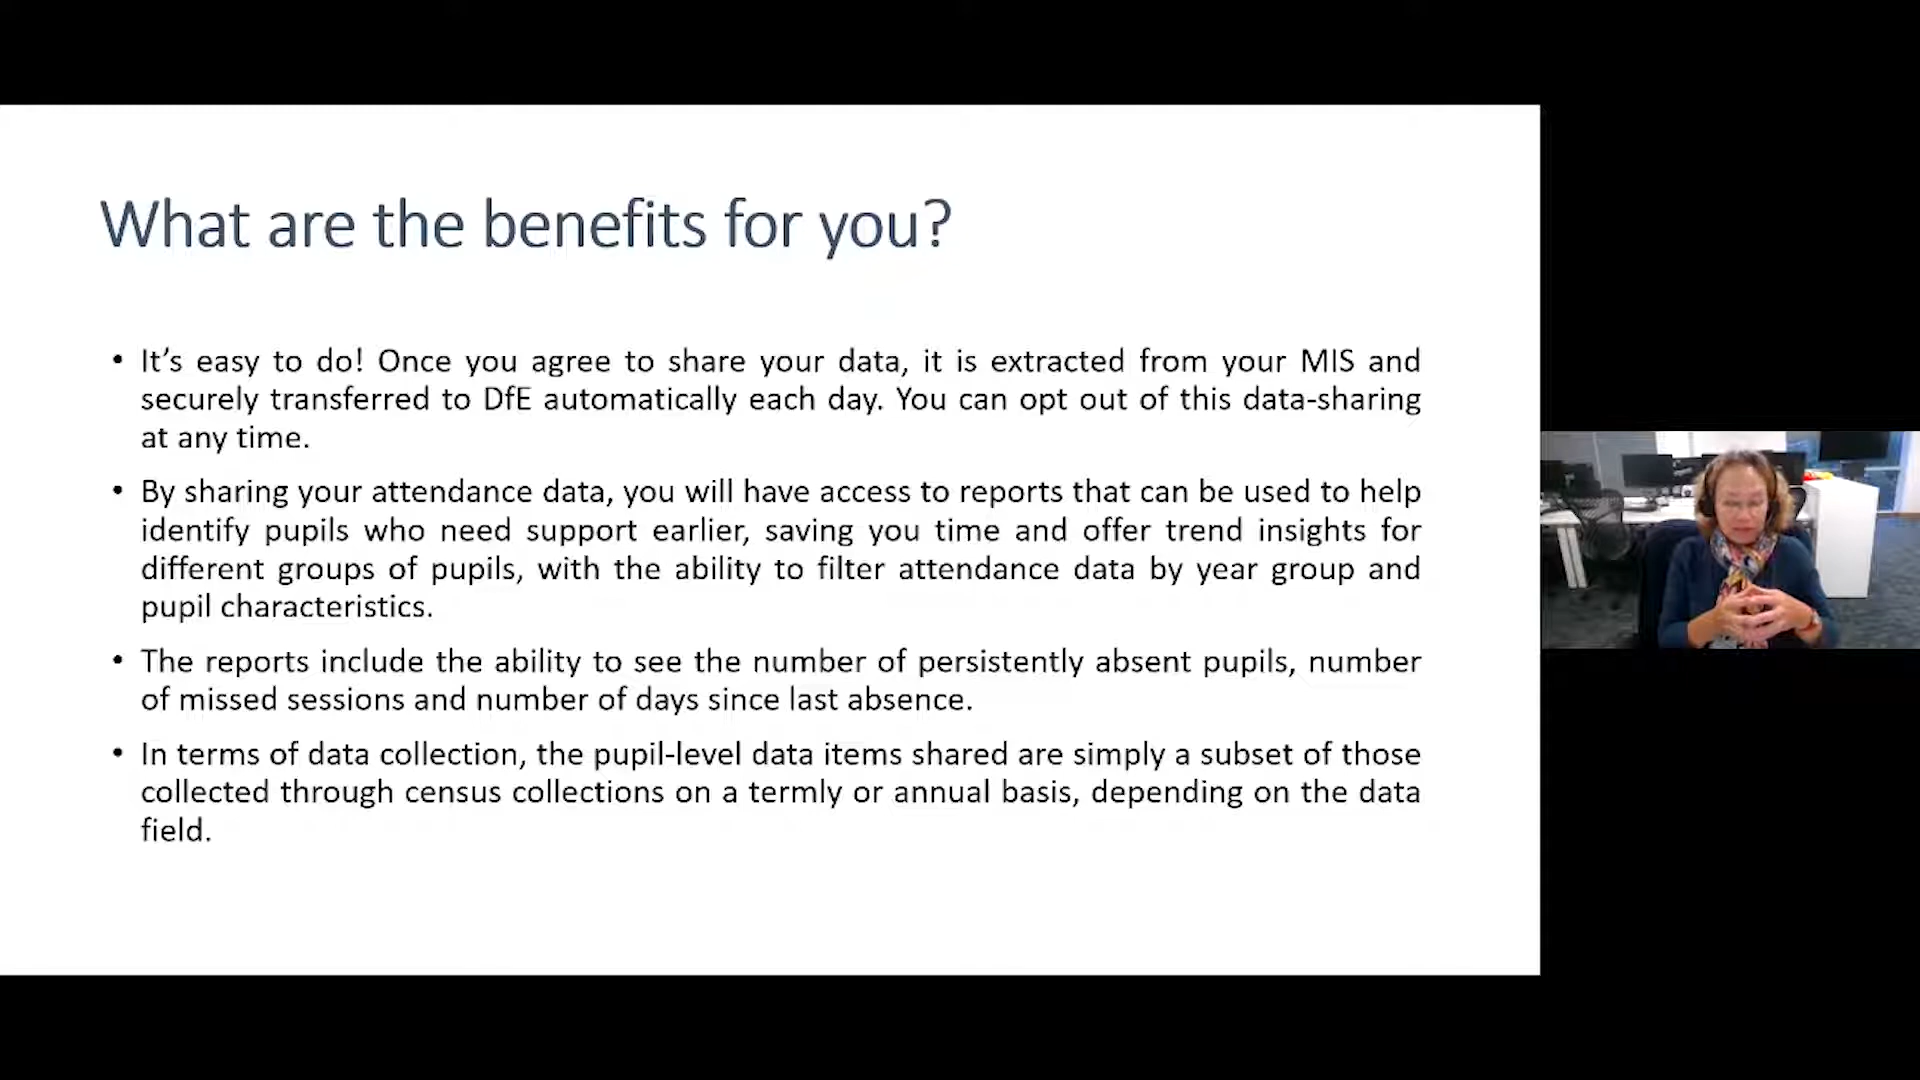 What are the benefits for you?
• It’s easy to do! Once you agree to share your data, it is extracted from your MIS and
securely transferred to DfE automatically each day. You can opt out of this data-sharing
at any time.
• By sharing your attendance data, you will have access to reports that can be used to help
identify pupils who need support earlier, saving you time and offer trend insights for
different groups of pupils, with the ability to filter attendance data by year group and
pupil characteristics.
• The reports include the ability to see the number of persistently absent pupils, number
of missed sessions and number of days since last absence.
• In terms of data collection, the pupil-level data items shared are simply a subset of those
collected through census collections on a termly or annual basis, depending on the data
field.